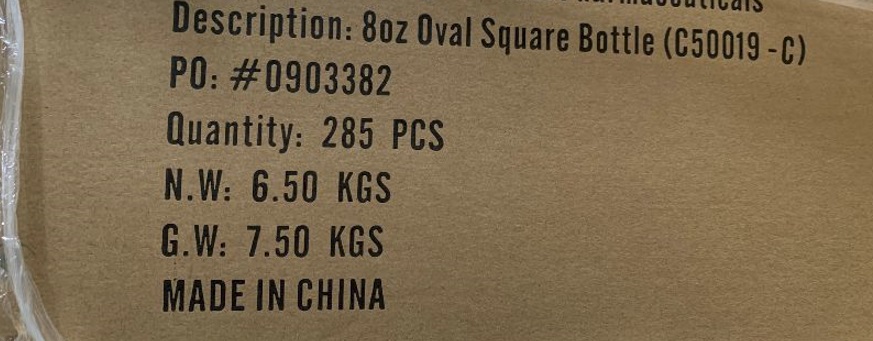 Description: 8oz Oval Square Bottle (C50019 -C)
PO: #0903382
Quantity: 285 PCS
N.W: 6.50 KGS
G.W: 7.50 KGS
MADE IN CHINA